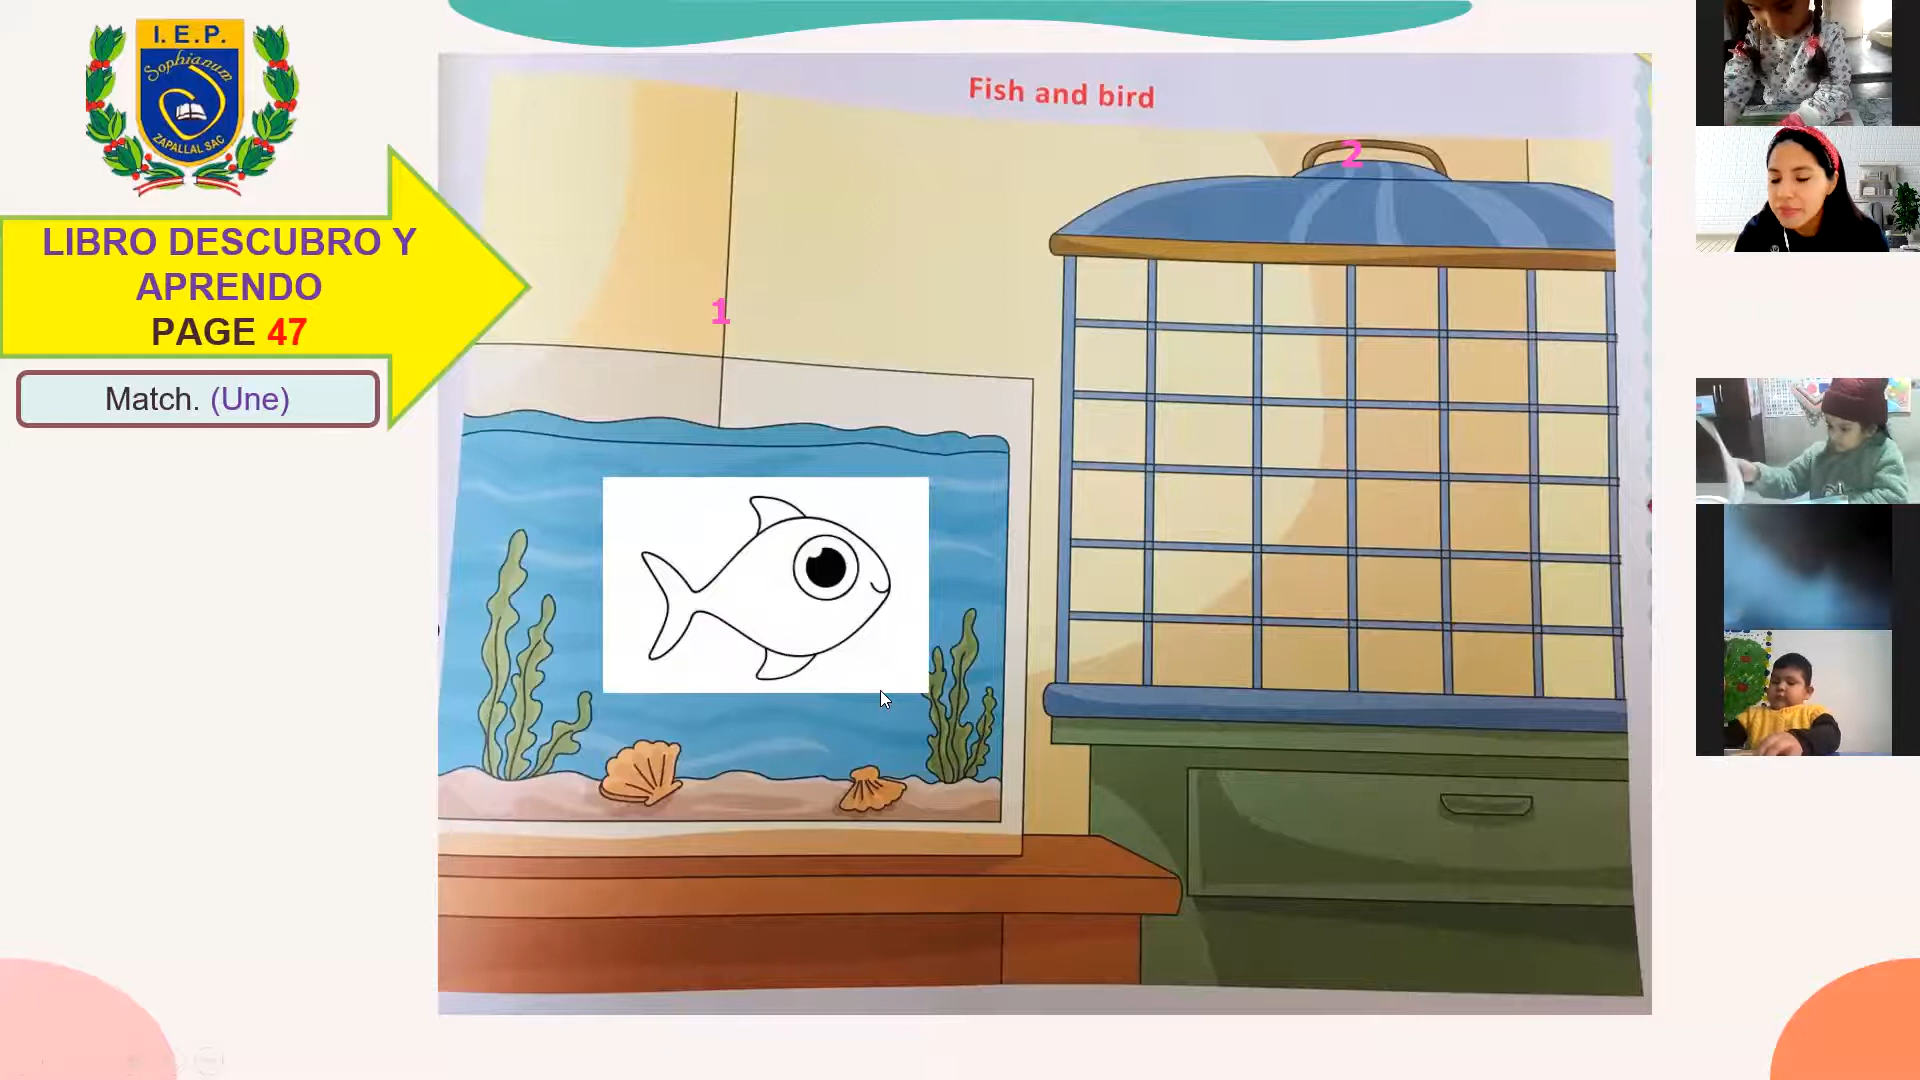 I. E. P.
Sophianum
ZAPALLAL SAC
LIBRO DESCUBRO Y
APRENDO
PAGE 47
Match. (Une)
Fish and bird
1
2